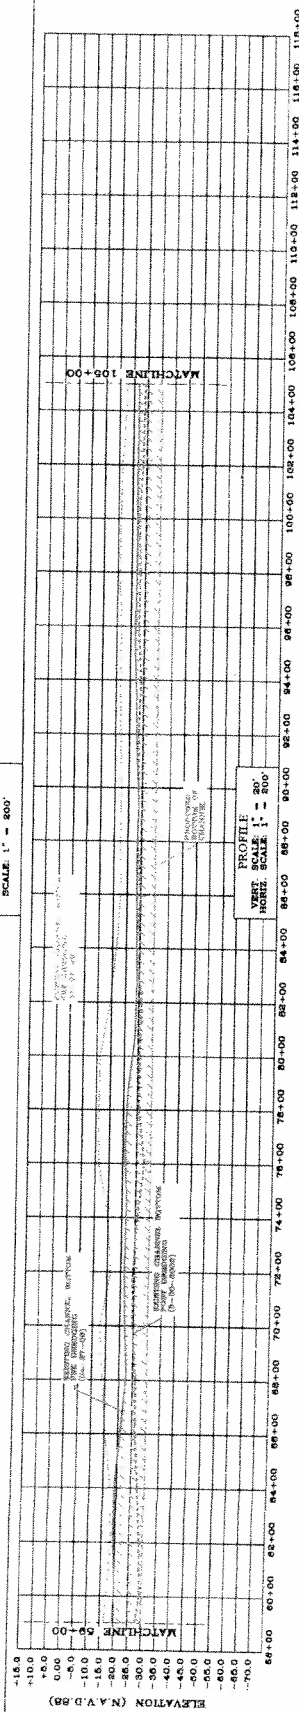 SCALE: 1" = 200'
MATCHLINE 59+00
MATCHLINE 105+00
EXISTING CHANNEL BOTTOM
PRE DREDGING
EXISTING CHANNEL BOTTOM
POST DREDGING
PROPOSED
BOTTOM OF
CHANNEL
PROFILE
VERT. SCALE: 1" = 20'
HORIZ. SCALE: 1" = 200'
ELEVATION (N.A.V.D.88)
+15.0
+10.0
+5.0
0.00
-5.0
-10.0
-15.0
-20.0
-25.0
-30.0
-35.0
-40.0
-45.0
-50.0
-55.0
-60.0
-65.0
-70.0
58+00 60+00 62+00 64+00 66+00 68+00 70+00 72+00 74+00 76+00 78+00 80+00 82+00 84+00 86+00 88+00 90+00 92+00 94+00 96+00 98+00 100+00 102+00 104+00 106+00 108+00 110+00 112+00 114+00 116+00 118+00